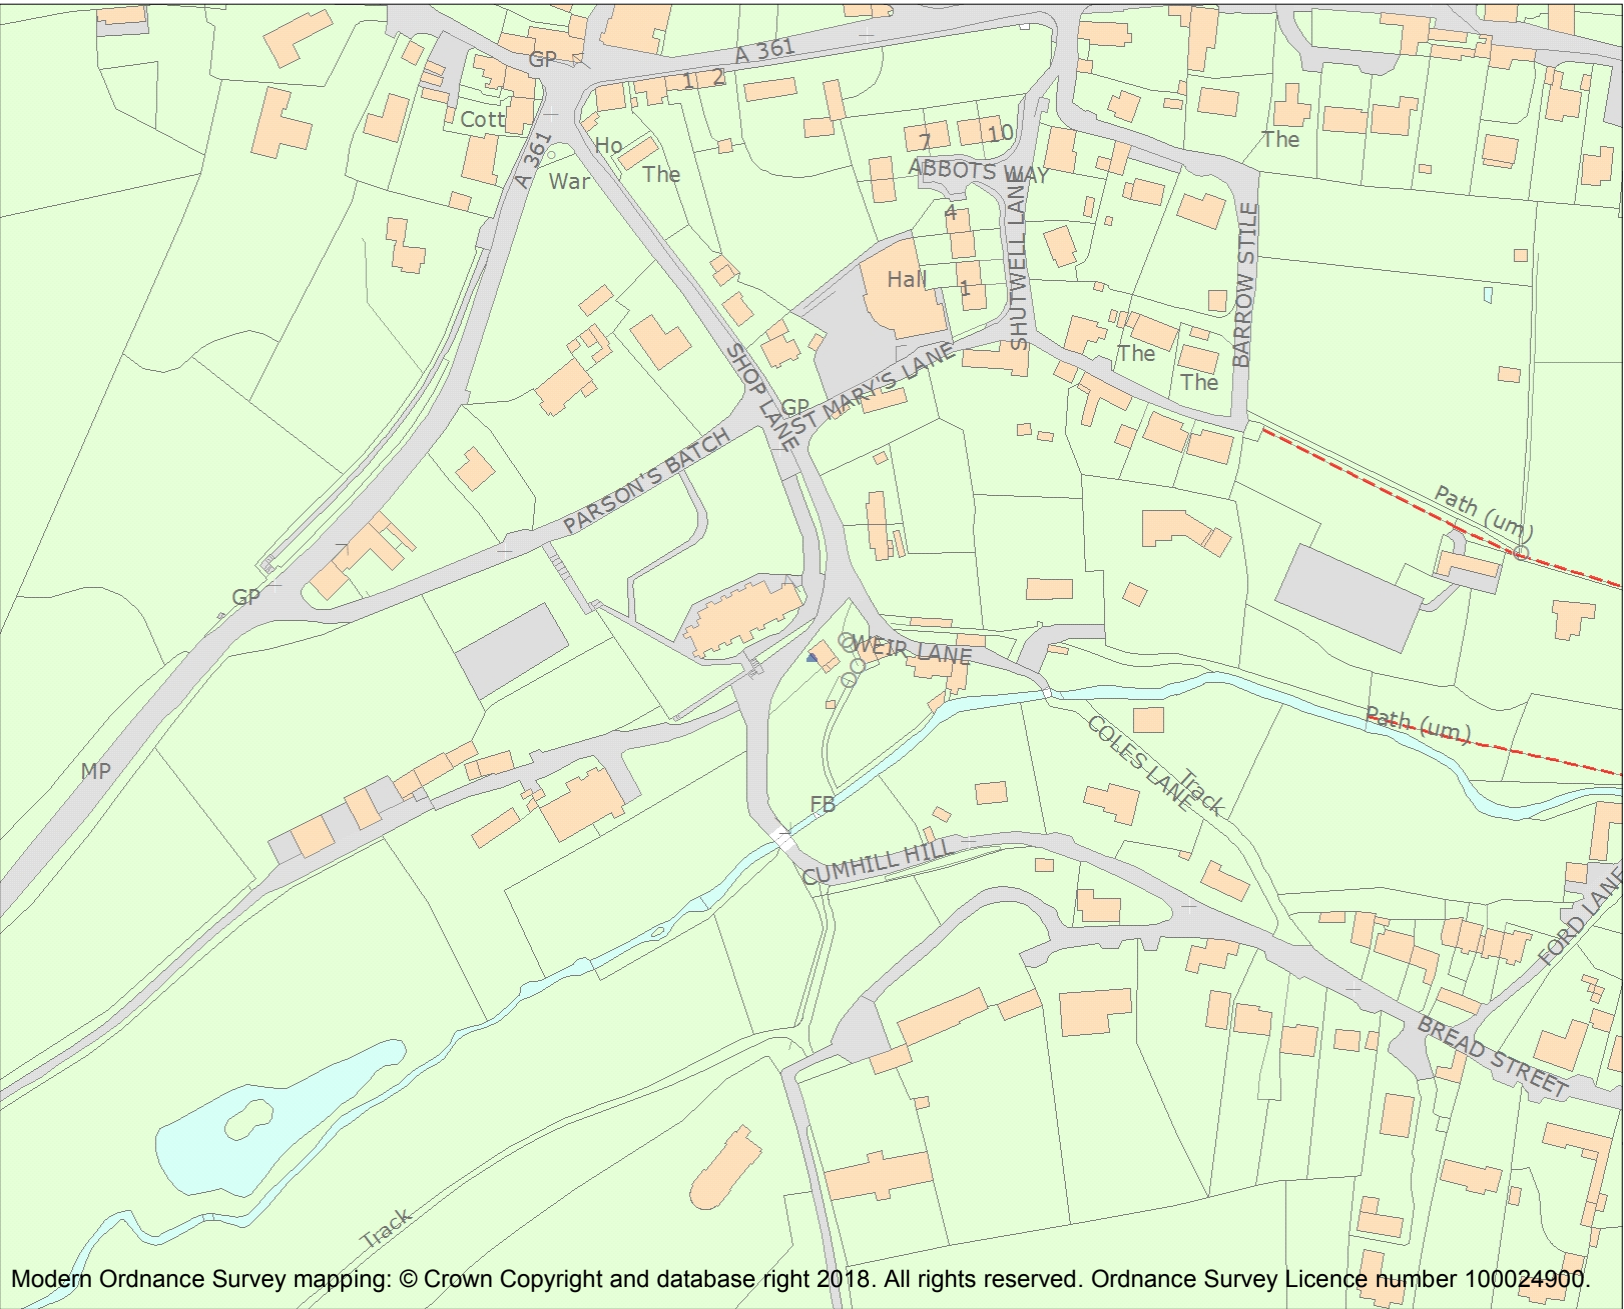 A 361
GP
1 2
Cott
A 361
Ho
The
War
7
10
The
ABBOTS WAY
4
SHUTWELL LANE
BARROW STILE
Hall
1
The
The
SHOP LANE
GP
ST MARY'S LANE
PARSON'S BATCH
Path (um)
GP
WEIR LANE
Path (um)
MP
COLES LANE
Track
FB
CUMHILL HILL
FORD LANE
BREAD STREET
Track
Modern Ordnance Survey mapping: © Crown Copyright and database right 2018. All rights reserved. Ordnance Survey Licence number 100024900.